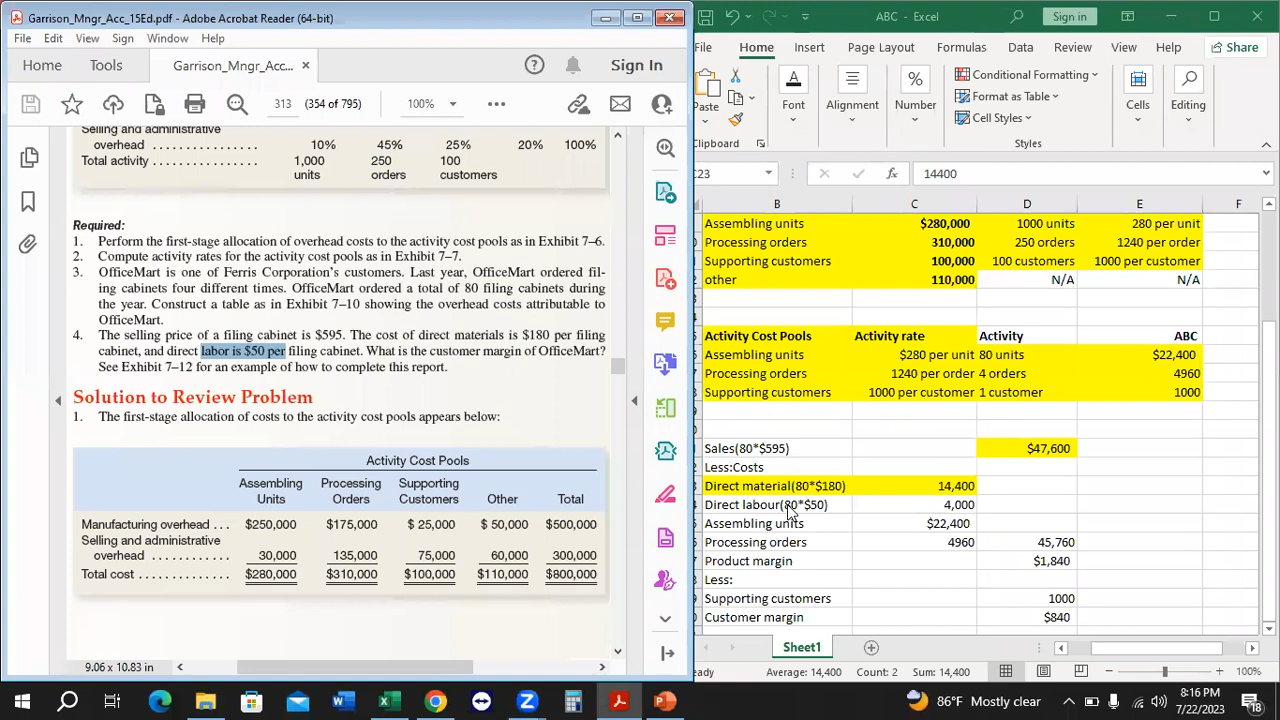 Garrison_Mngr_Acc_15Ed.pdf - Adobe Acrobat Reader (64-bit)
File Edit View Sign Window Help
Home Tools Garrison_Mngr_Acc... × Sign In
313 (354 of 795) 100%
Selling and administrative
overhead . . . . . . . . . . . . . . . . 10% 45% 25% 20% 100%
Total activity . . . . . . . . . . . . . . . . 1,000 250 100
units orders customers
Required:
1. Perform the first-stage allocation of overhead costs to the activity cost pools as in Exhibit 7-6.
2. Compute activity rates for the activity cost pools as in Exhibit 7-7.
3. OfficeMart is one of Ferris Corporation's customers. Last year, OfficeMart ordered fil-
ing cabinets four different times. OfficeMart ordered a total of 80 filing cabinets during
the year. Construct a table as in Exhibit 7-10 showing the overhead costs attributable to
OfficeMart.
4. The selling price of a filing cabinet is $595. The cost of direct materials is $180 per filing
cabinet, and direct labor is $50 per filing cabinet. What is the customer margin of OfficeMart?
See Exhibit 7–12 for an example of how to complete this report.
Solution to Review Problem
1. The first-stage allocation of costs to the activity cost pools appears below:
Activity Cost Pools
Assembling Processing Supporting
Units Orders Customers Other Total
Manufacturing overhead . . . $250,000 $175,000 $ 25,000 $ 50,000 $500,000
Selling and administrative
overhead . . . . . . . . . . . . 30,000 135,000 75,000 60,000 300,000
Total cost . . . . . . . . . . . . . . $280,000 $310,000 $100,000 $110,000 $800,000
9.06 x 10.83 in
ABC - Excel Sign in
File Home Insert Page Layout Formulas Data Review View Help Share
Paste Font Alignment Number Conditional Formatting Cells Editing
Format as Table
Cell Styles
Clipboard Styles
C23 fx 14400
B C D E F
Assembling units $280,000 1000 units 280 per unit
Processing orders 310,000 250 orders 1240 per order
Supporting customers 100,000 100 customers 1000 per customer
other 110,000 N/A N/A
Activity Cost Pools Activity rate Activity ABC
Assembling units $280 per unit 80 units $22,400
Processing orders 1240 per order 4 orders 4960
Supporting customers 1000 per customer 1 customer 1000
Sales(80*$595) $47,600
Less:Costs
Direct material(80*$180) 14,400
Direct labour(80*$50) 4,000
Assembling units $22,400
Processing orders 4960 45,760
Product margin $1,840
Less:
Supporting customers 1000
Customer margin $840
Sheet1
Ready Average: 14,400 Count: 2 Sum: 14,400 100%
86°F Mostly clear 8:16 PM
7/22/2023 18